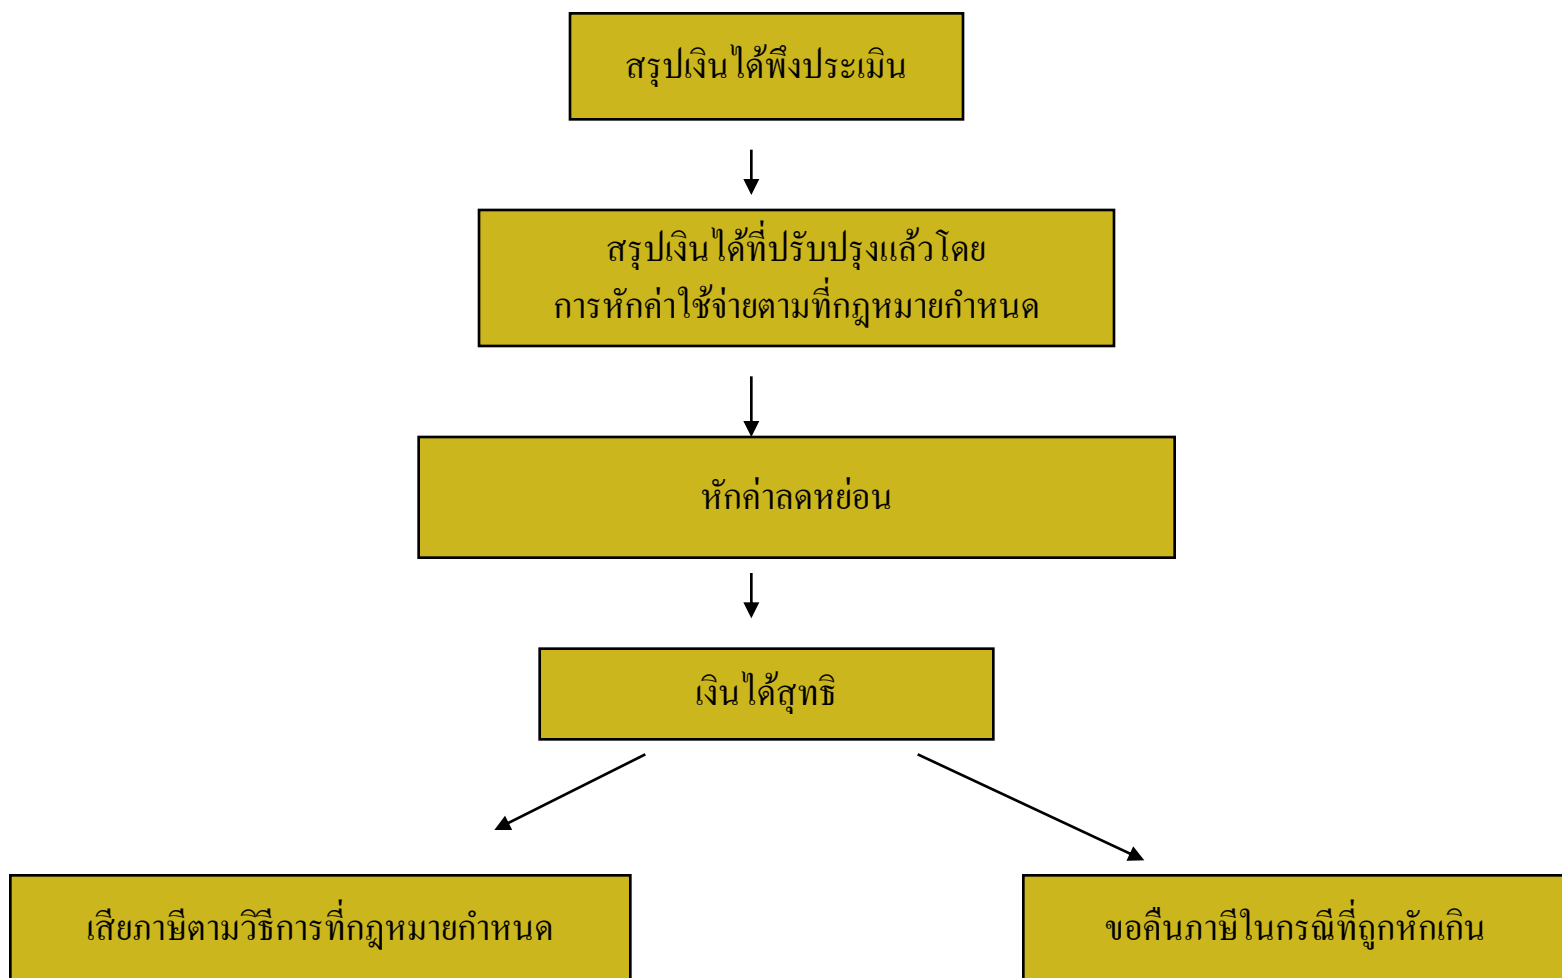 สรุปเงินได้พึงประเมิน
สรุปเงินได้ที่ปรับปรุงแล้วโดย
การหักค่าใช้จ่ายตามที่กฎหมายกำหนด
หักค่าลดหย่อน
เงินได้สุทธิ
เสียภาษีตามวิธีการที่กฎหมายกำหนด
ขอคืนภาษีในกรณีที่ถูกหักเกิน